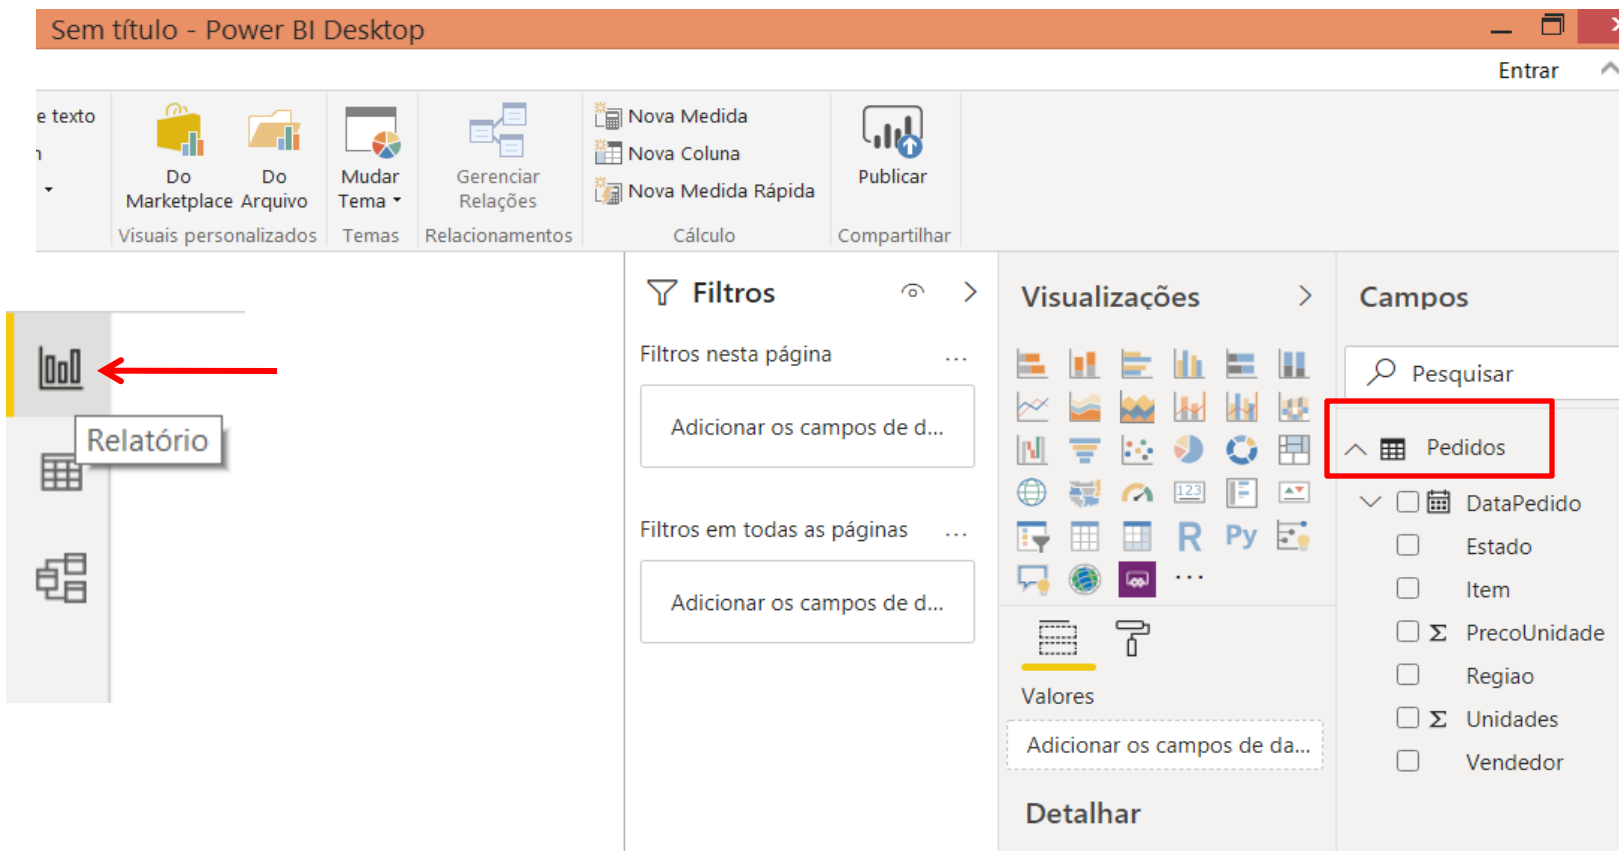 Sem título - Power BI Desktop
Entrar
e texto
Do Marketplace
Do Arquivo
Mudar Tema
Gerenciar Relações
Nova Medida
Nova Coluna
Nova Medida Rápida
Publicar
Visuais personalizados
Temas
Relacionamentos
Cálculo
Compartilhar
Relatório
Filtros
Filtros nesta página
...
Adicionar os campos de d...
Filtros em todas as páginas
...
Adicionar os campos de d...
Visualizações
123
R
Py
...
Valores
Adicionar os campos de da...
Detalhar
Campos
Pesquisar
Pedidos
DataPedido
Estado
Item
Σ PrecoUnidade
Regiao
Σ Unidades
Vendedor